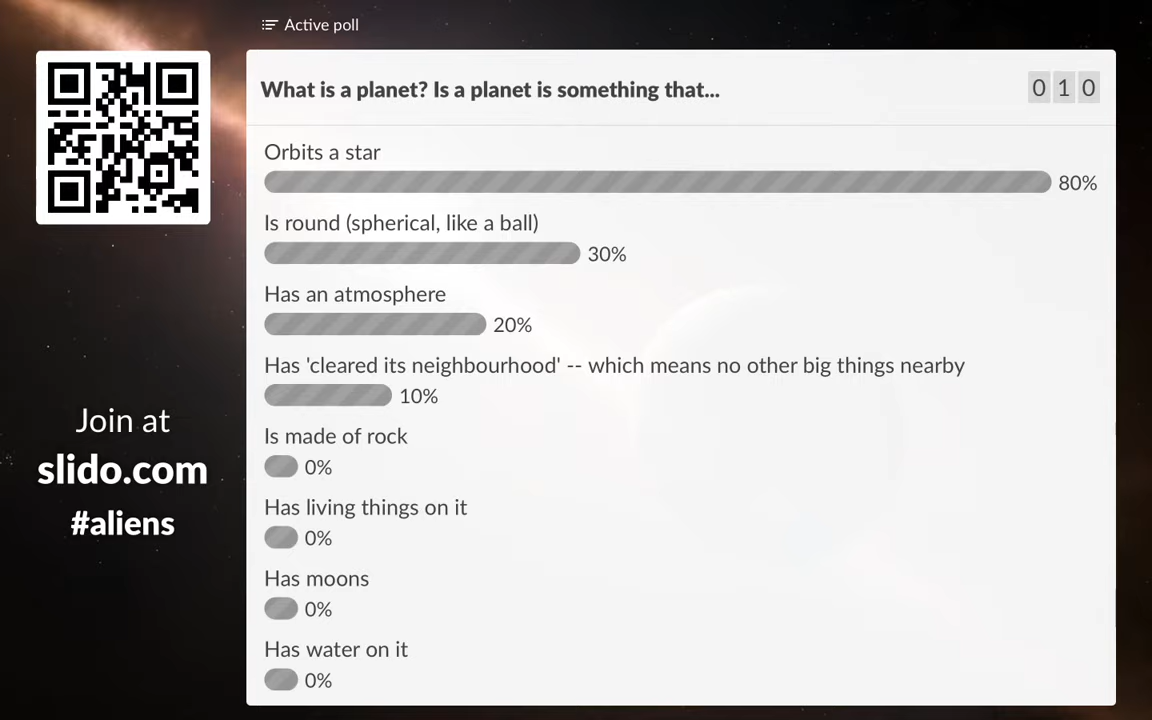 Active poll
What is a planet? Is a planet is something that...
0 1 0
Orbits a star
80%
Is round (spherical, like a ball)
30%
Has an atmosphere
20%
Has 'cleared its neighbourhood' -- which means no other big things nearby
10%
Is made of rock
0%
Has living things on it
0%
Has moons
0%
Has water on it
0%
Join at
slido.com
#aliens